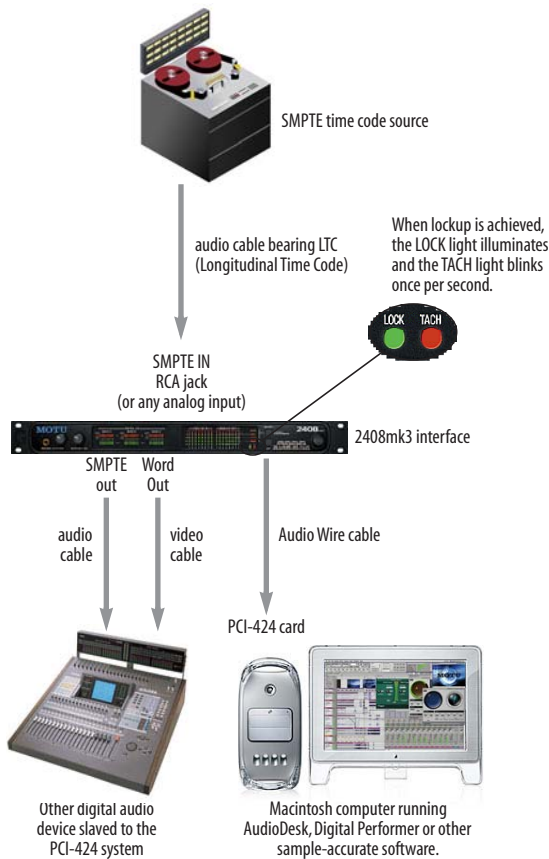 SMPTE time code source
audio cable bearing LTC
(Longitudinal Time Code)
When lockup is achieved,
the LOCK light illuminates
and the TACH light blinks
once per second.
LOCK TACH
SMPTE IN
RCA jack
(or any analog input)
MOTU
2408
2408mk3 interface
SMPTE
out
Word
Out
audio
cable
video
cable
Audio Wire cable
PCI-424 card
MOTU
Other digital audio
device slaved to the
PCI-424 system
Macintosh computer running
AudioDesk, Digital Performer or other
sample-accurate software.